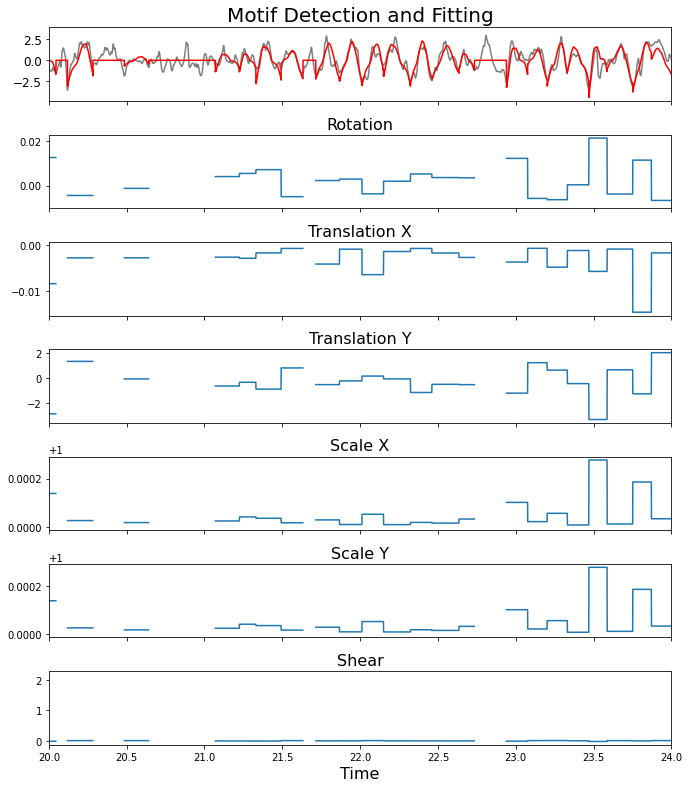 Motif Detection and Fitting
2.5
0.0
−2.5
Rotation
0.02
0.00
Translation X
0.00
−0.01
Translation Y
2
0
−2
Scale X
+1
0.0002
0.0000
Scale Y
+1
0.0002
0.0000
Shear
2
1
0
20.0 20.5 21.0 21.5 22.0 22.5 23.0 23.5 24.0
Time